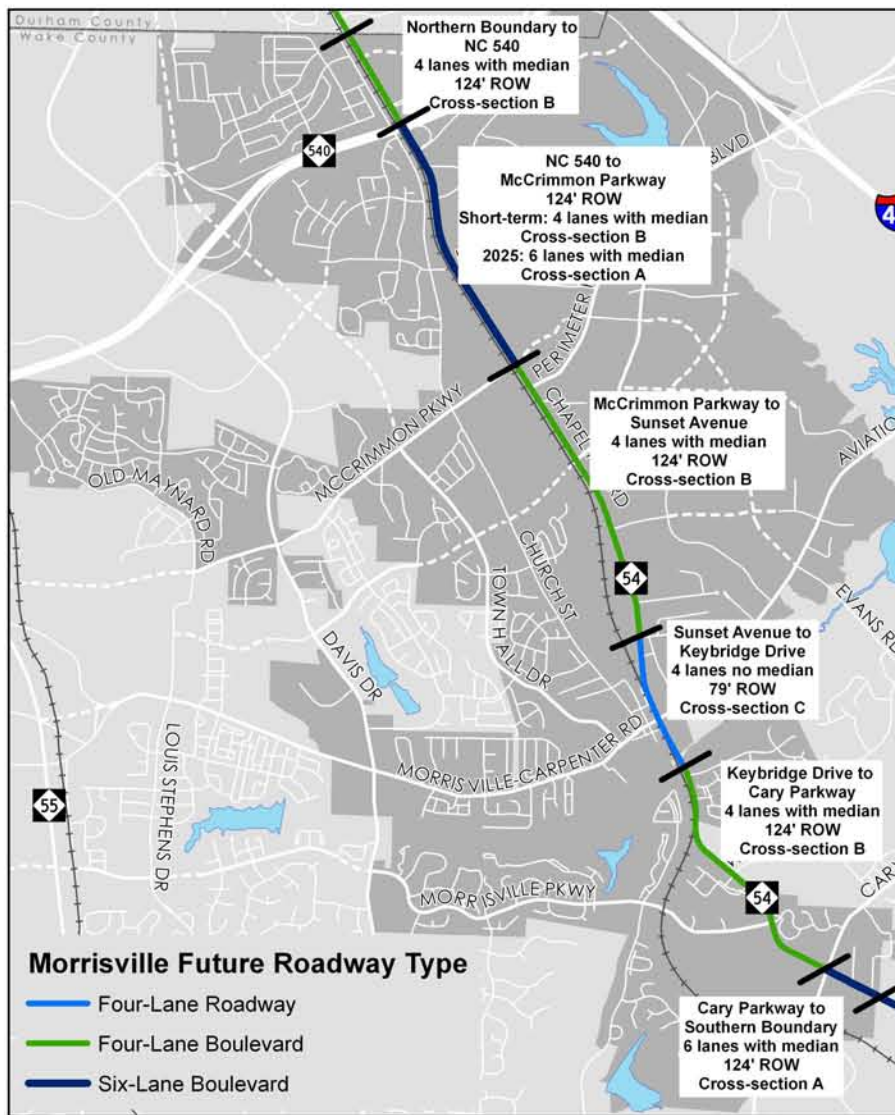 Durham County
Wake County
Northern Boundary to
NC 540
4 lanes with median
124' ROW
Cross-section B
540
NC 540 to
McCrimmon Parkway
124' ROW
Short-term: 4 lanes with median
Cross-section B
2025: 6 lanes with median
Cross-section A
BLVD
4
PERIMETER
MCCRIMMON PKWY
CHAPEL
RD
McCrimmon Parkway to
Sunset Avenue
4 lanes with median
124' ROW
Cross-section B
AVIATIO
OLD MAYNARD RD
CHURCH ST
TOWN HALL DR
54
EVANS RD
Sunset Avenue to
Keybridge Drive
4 lanes no median
79' ROW
Cross-section C
DAVIS DR
LOUIS STEPHENS DR
MORRISVILLE-CARPENTER RD
55
Keybridge Drive to
Cary Parkway
4 lanes with median
124' ROW
Cross-section B
MORRISVILLE PKWY
54
CARY
Morrisville Future Roadway Type
Four-Lane Roadway
Four-Lane Boulevard
Six-Lane Boulevard
Cary Parkway to
Southern Boundary
6 lanes with median
124' ROW
Cross-section A